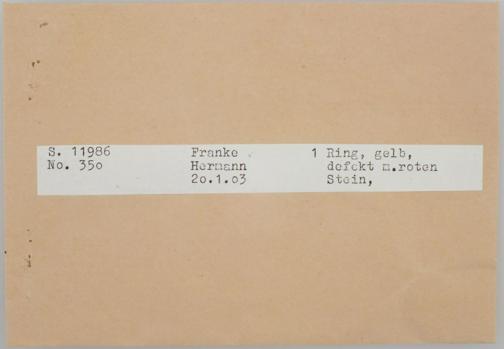 S. 11986 Franke 1 Ring, gelb,
No. 35o Hermann defekt m.roten
2o.1.o3 Stein,